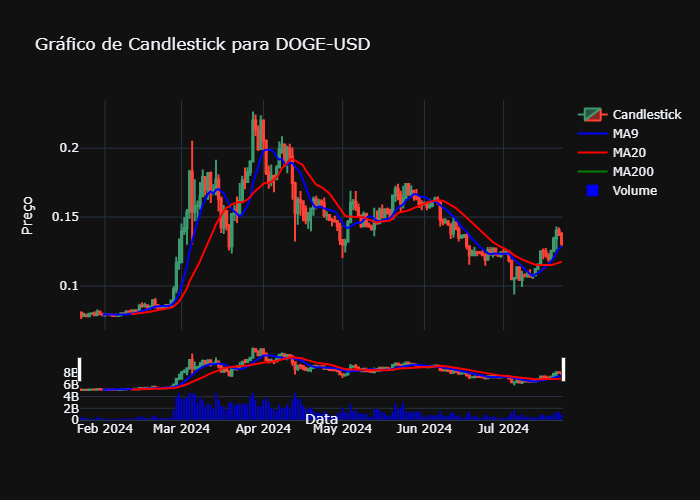 Gráfico de Candlestick para DOGE-USD
Candlestick
MA9
MA20
MA200
Volume
Preço
0.2
0.15
0.1
8B
6B
4B
2B
0
Feb 2024 Mar 2024 Apr 2024 May 2024 Jun 2024 Jul 2024
Data